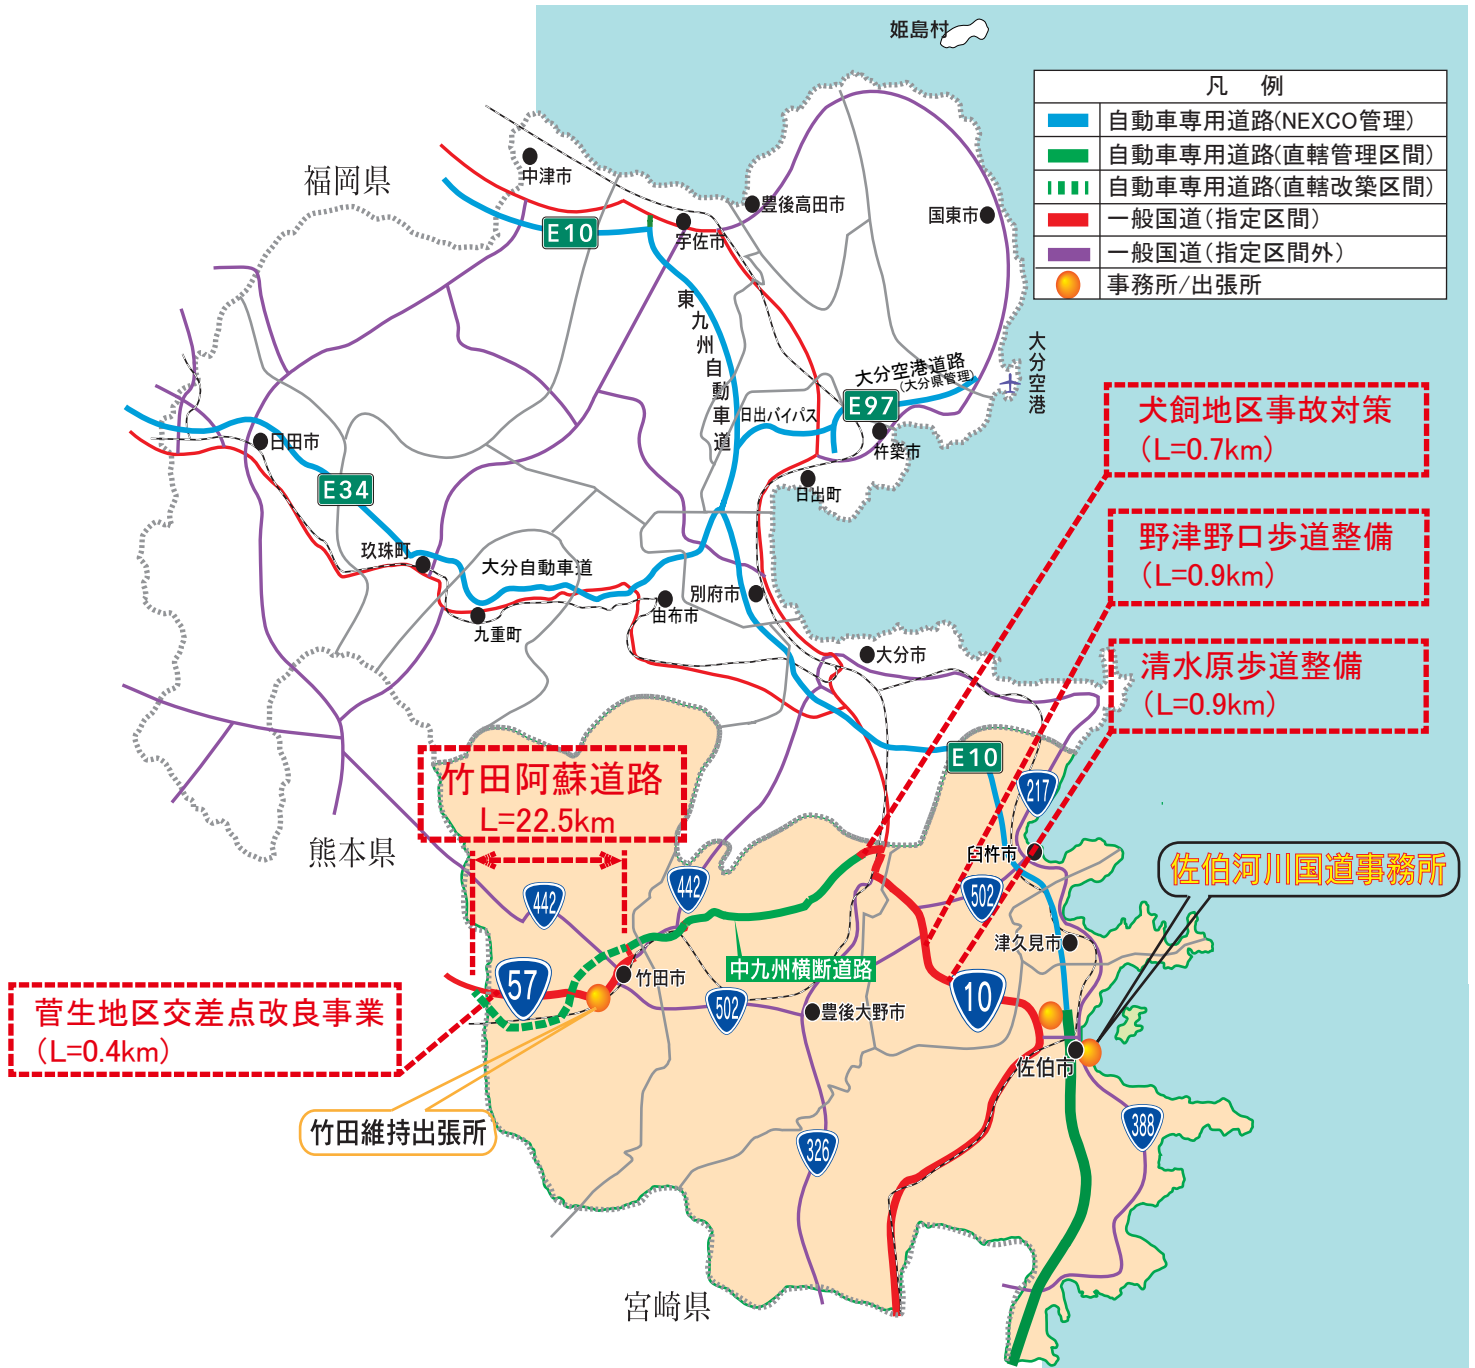 姫島村
凡 例
自動車専用道路(NEXCO管理)
自動車専用道路(直轄管理区間)
自動車専用道路(直轄改築区間)
一般国道(指定区間)
一般国道(指定区間外)
事務所/出張所
福岡県
中津市
豊後高田市
国東市
宇佐市
E10
東九州自動車道
大分空港道路
(大分県管理)
大分空港
E97
日出バイパス
杵築市
日出町
日田市
E34
玖珠町
大分自動車道
九重町
由布市
別府市
大分市
犬飼地区事故対策
(L=0.7km)
野津野口歩道整備
(L=0.9km)
清水原歩道整備
(L=0.9km)
竹田阿蘇道路
L=22.5km
熊本県
E10
217
臼杵市
佐伯河川国道事務所
442
442
502
津久見市
57
竹田市
中九州横断道路
502
豊後大野市
10
菅生地区交差点改良事業
(L=0.4km)
佐伯市
竹田維持出張所
326
388
宮崎県